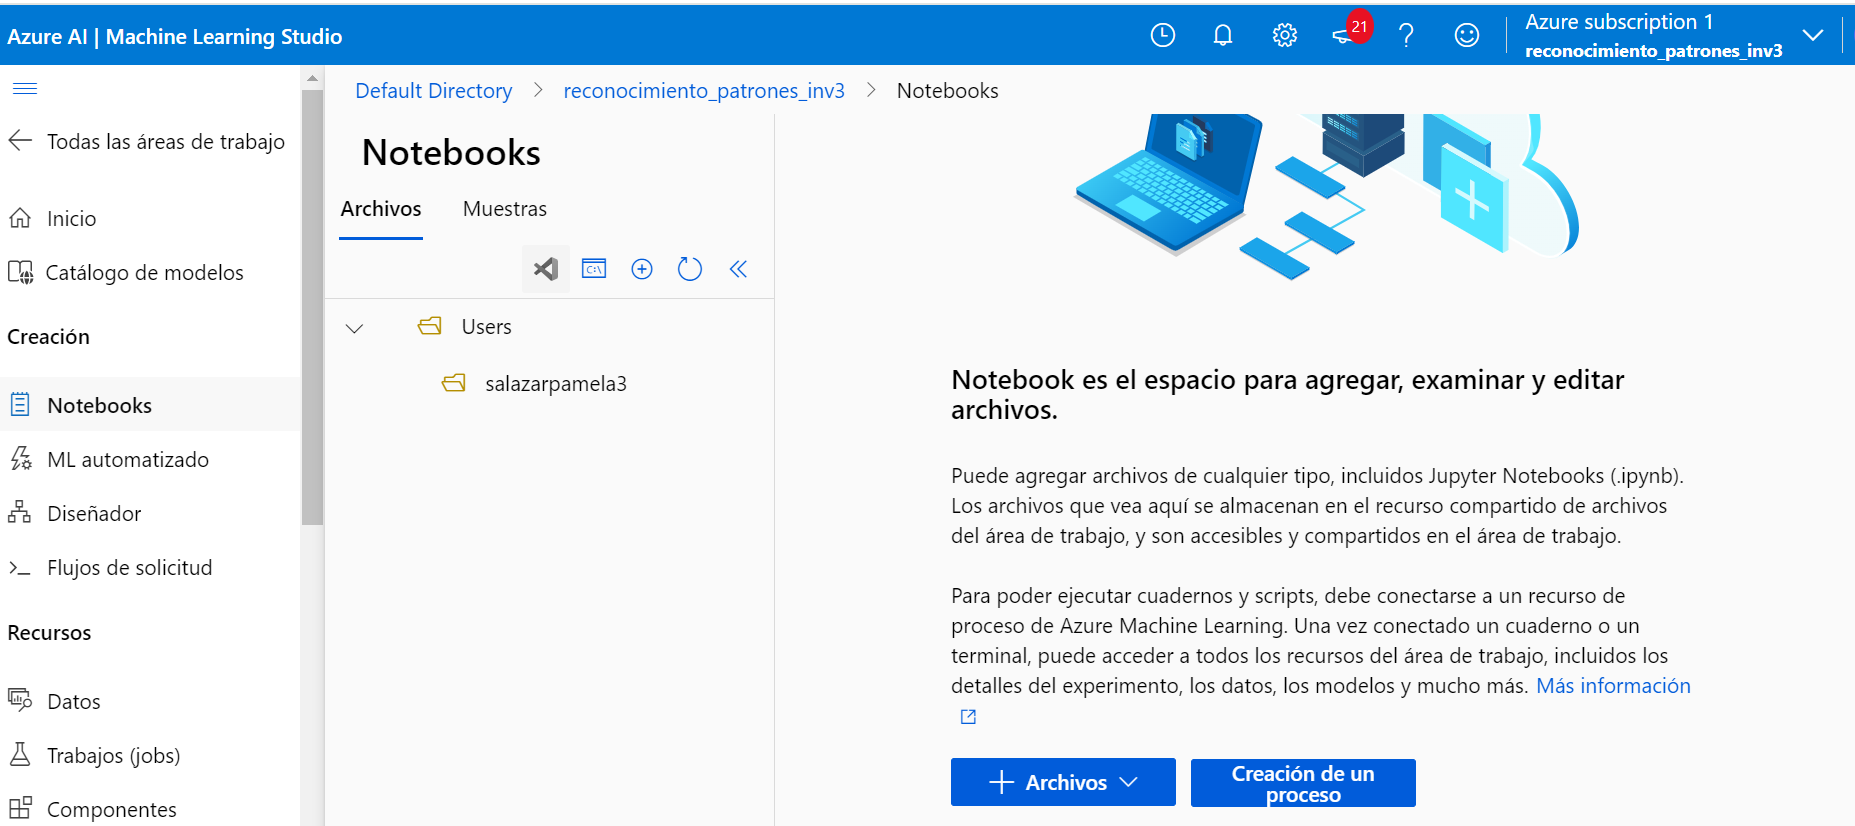 Azure AI | Machine Learning Studio
21
Azure subscription 1
reconocimiento_patrones_inv3
Todas las áreas de trabajo
Inicio
Catálogo de modelos
Creación
Notebooks
ML automatizado
Diseñador
Flujos de solicitud
Recursos
Datos
Trabajos (jobs)
Componentes
Default Directory > reconocimiento_patrones_inv3 > Notebooks
Notebooks
Archivos Muestras
C:\
Users
salazarpamela3
Notebook es el espacio para agregar, examinar y editar
archivos.
Puede agregar archivos de cualquier tipo, incluidos Jupyter Notebooks (.ipynb).
Los archivos que vea aquí se almacenan en el recurso compartido de archivos
del área de trabajo, y son accesibles y compartidos en el área de trabajo.
Para poder ejecutar cuadernos y scripts, debe conectarse a un recurso de
proceso de Azure Machine Learning. Una vez conectado un cuaderno o un
terminal, puede acceder a todos los recursos del área de trabajo, incluidos los
detalles del experimento, los datos, los modelos y mucho más. Más información
Archivos
Creación de un
proceso